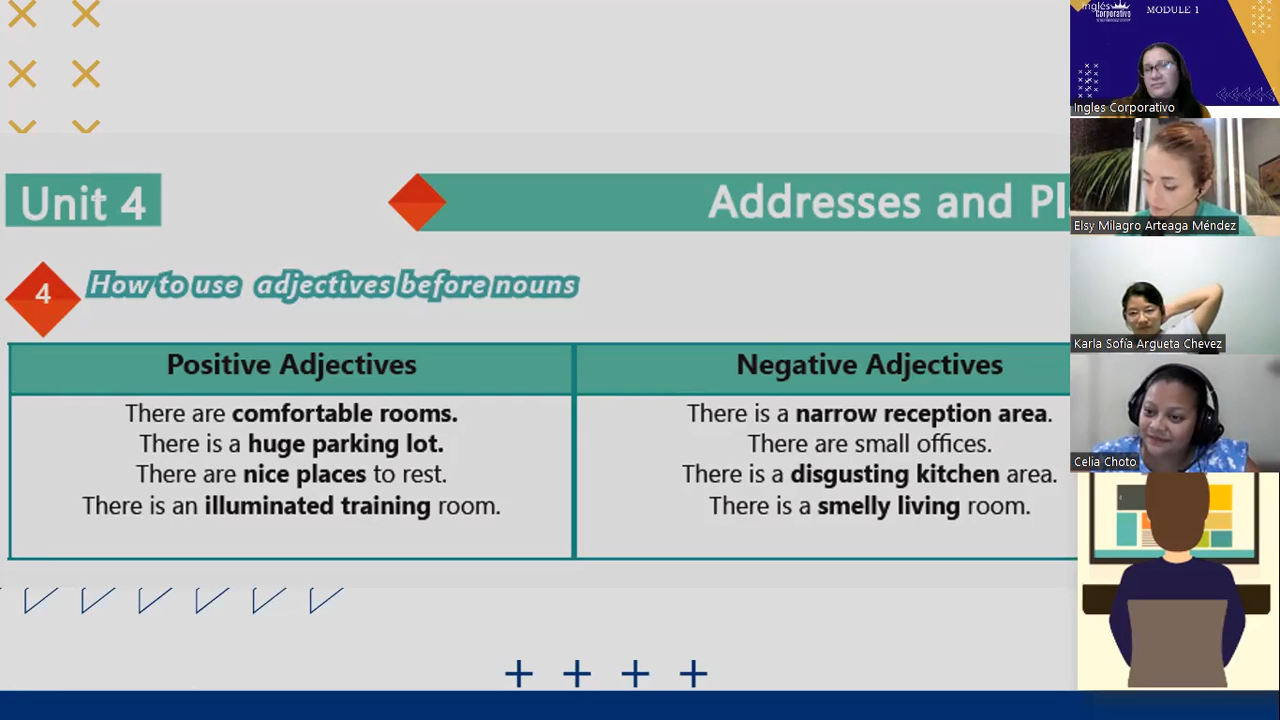 Inglés
Corporativo
MODULE 1
Ingles Corporativo
Elsy Milagro Arteaga Méndez
Karla Sofía Argueta Chevez
Celia Choto
Unit 4
Addresses and Pl
4
How to use adjectives before nouns
Positive Adjectives
There are comfortable rooms.
There is a huge parking lot.
There are nice places to rest.
There is an illuminated training room.
Negative Adjectives
There is a narrow reception area.
There are small offices.
There is a disgusting kitchen area.
There is a smelly living room.